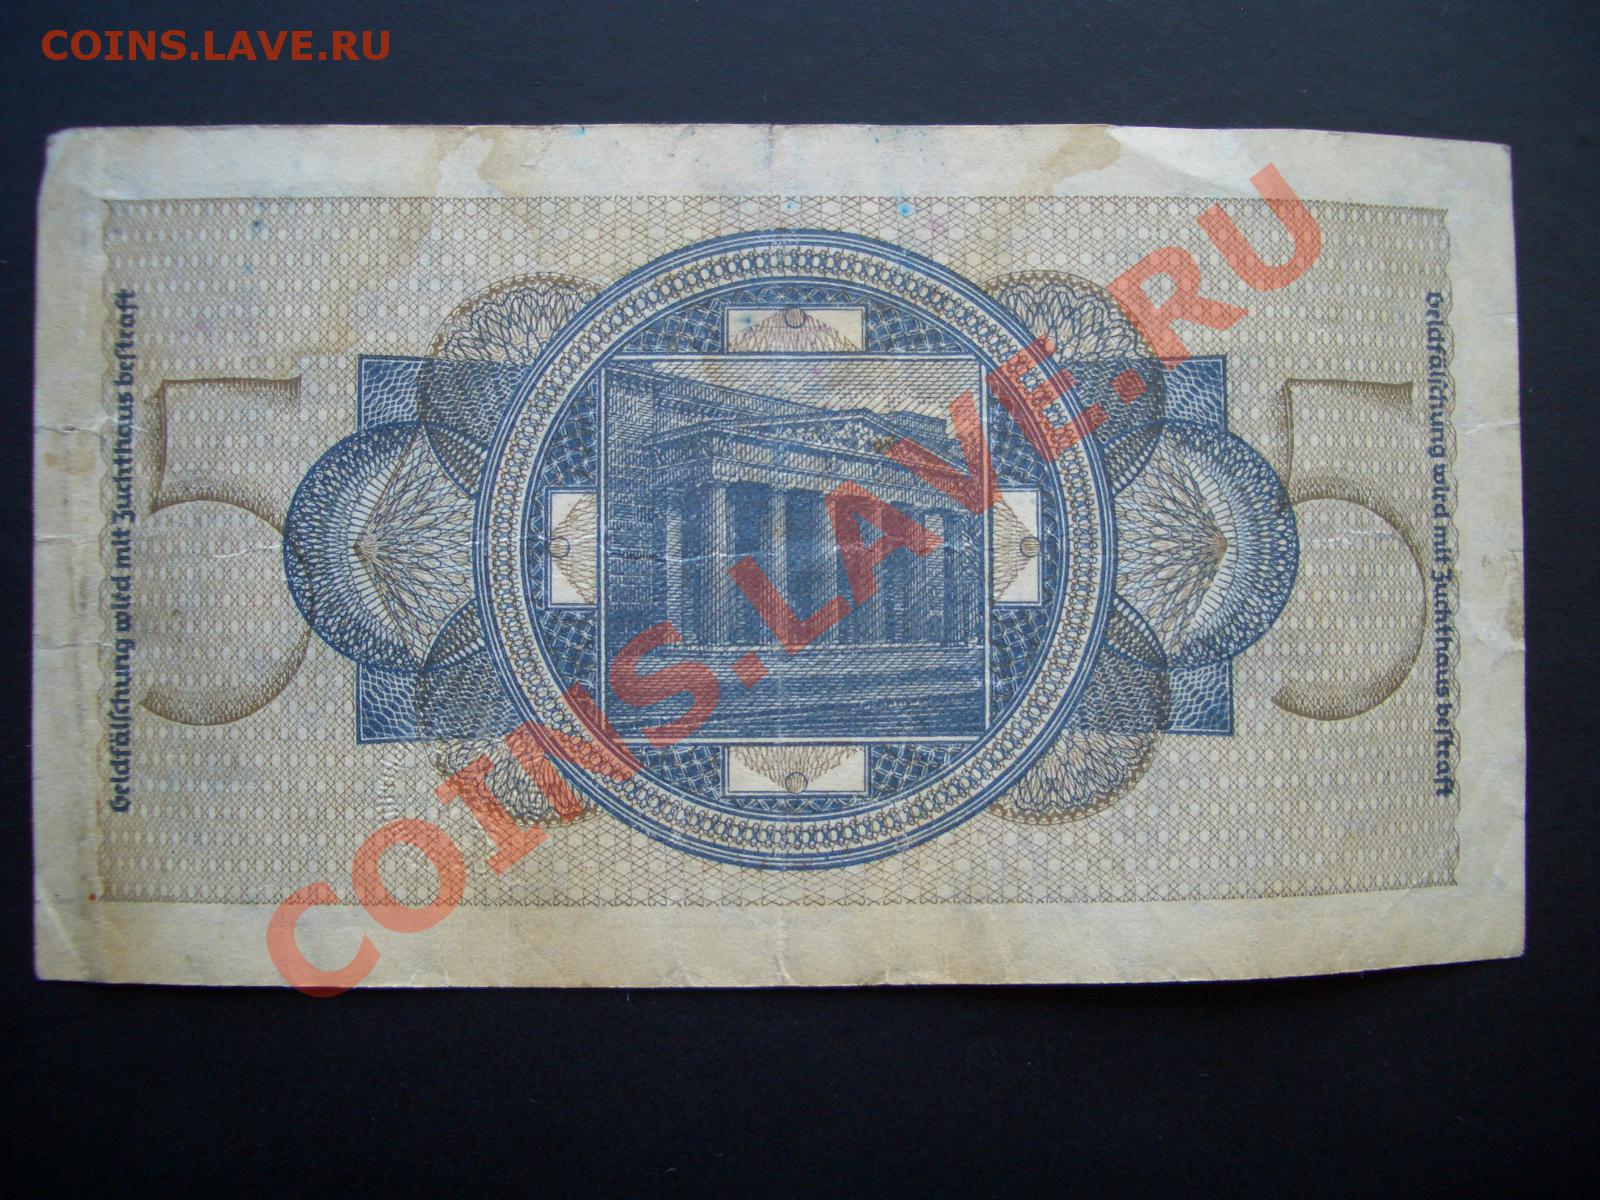 COINS.LAVE.RU
Geldfälschung wird mit Zuchthaus bestraft
5
5
Geldfälschung wird mit Zuchthaus bestraft
COINS.LAVE.RU